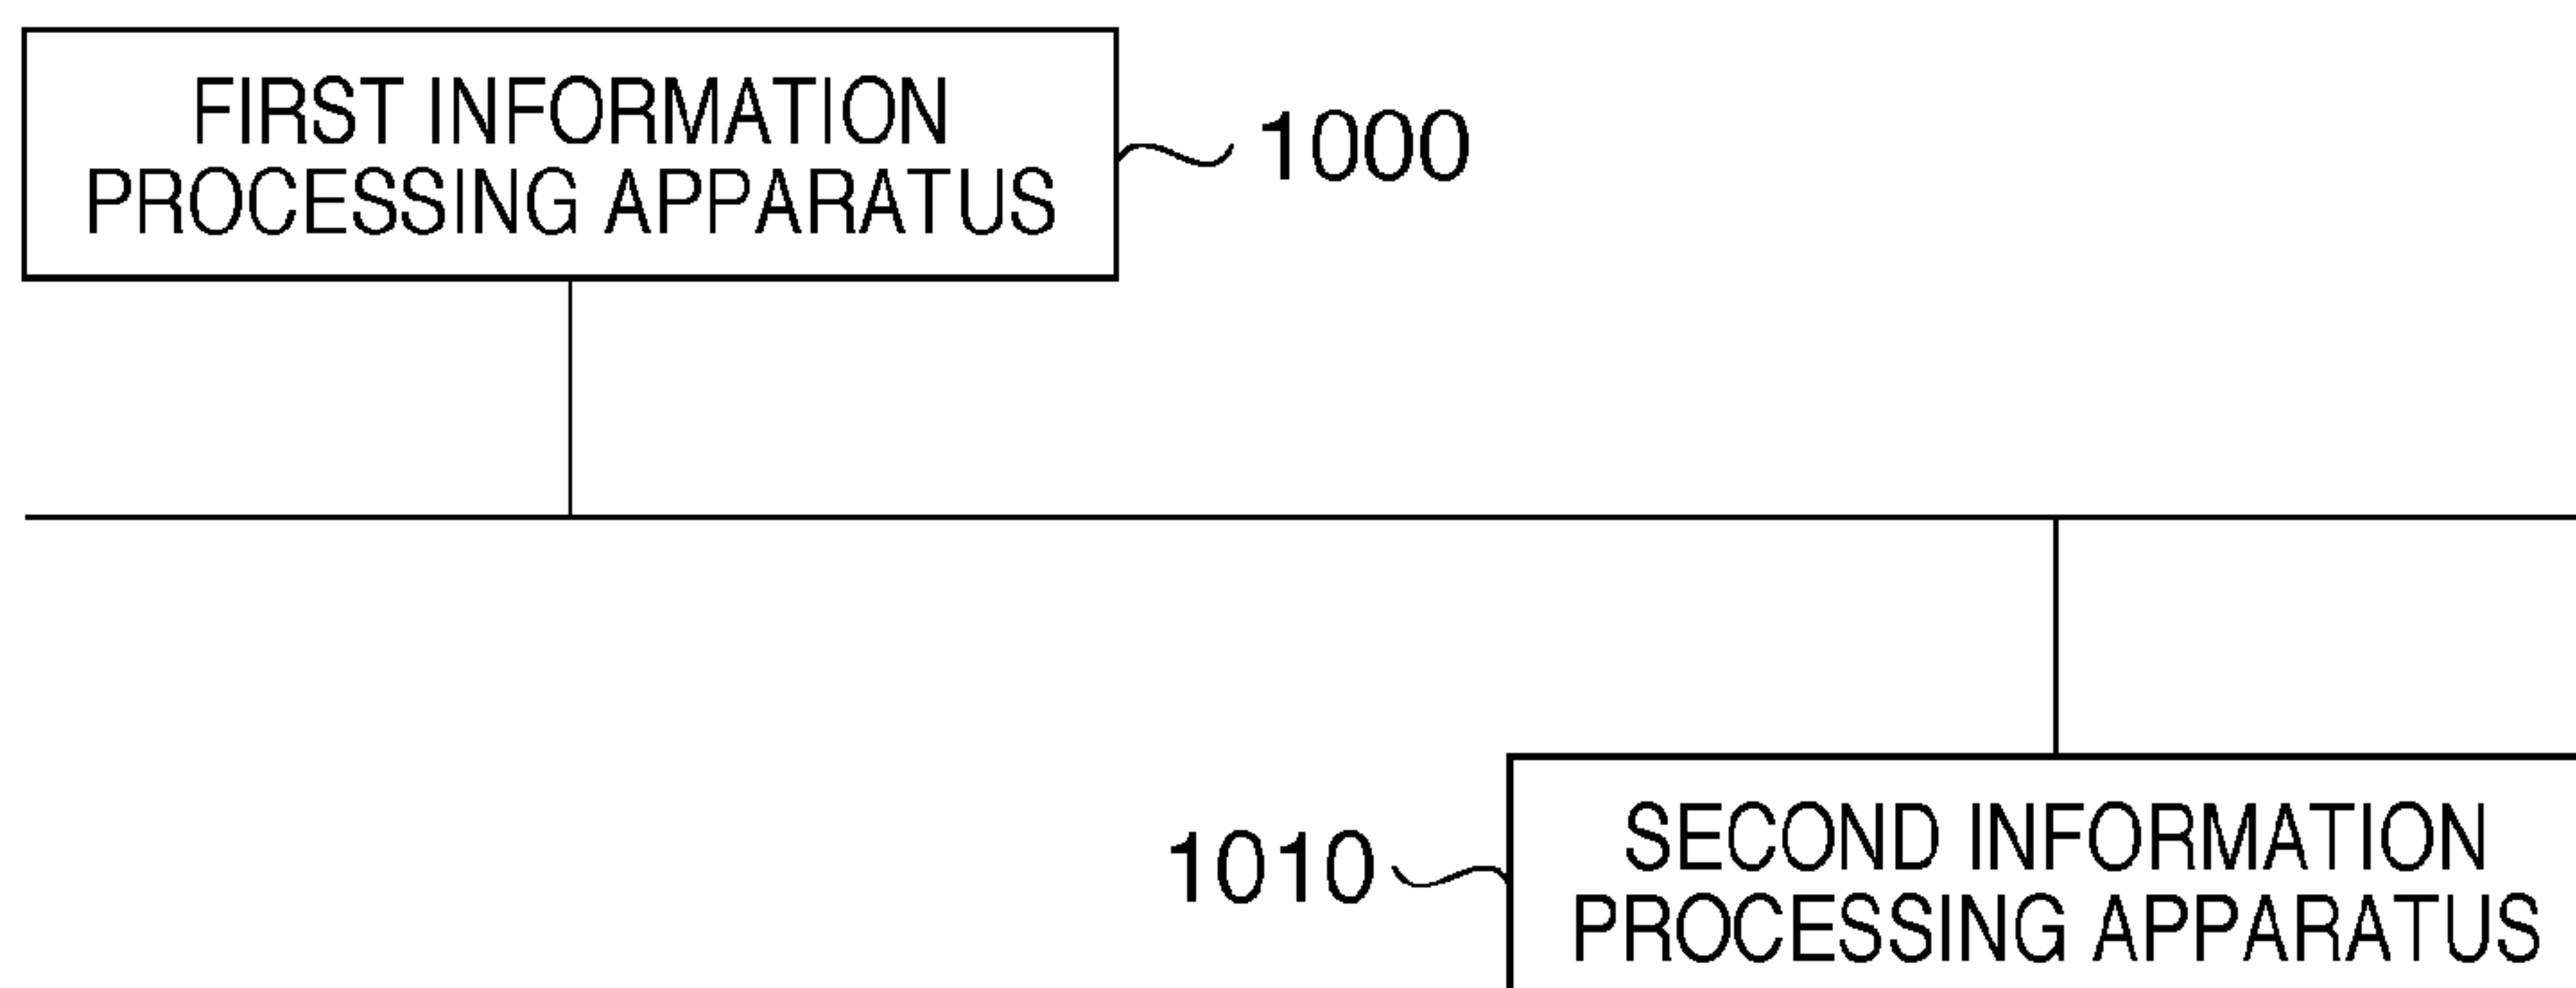 FIRST INFORMATION
PROCESSING APPARATUS
1000
1010
SECOND INFORMATION
PROCESSING APPARATUS